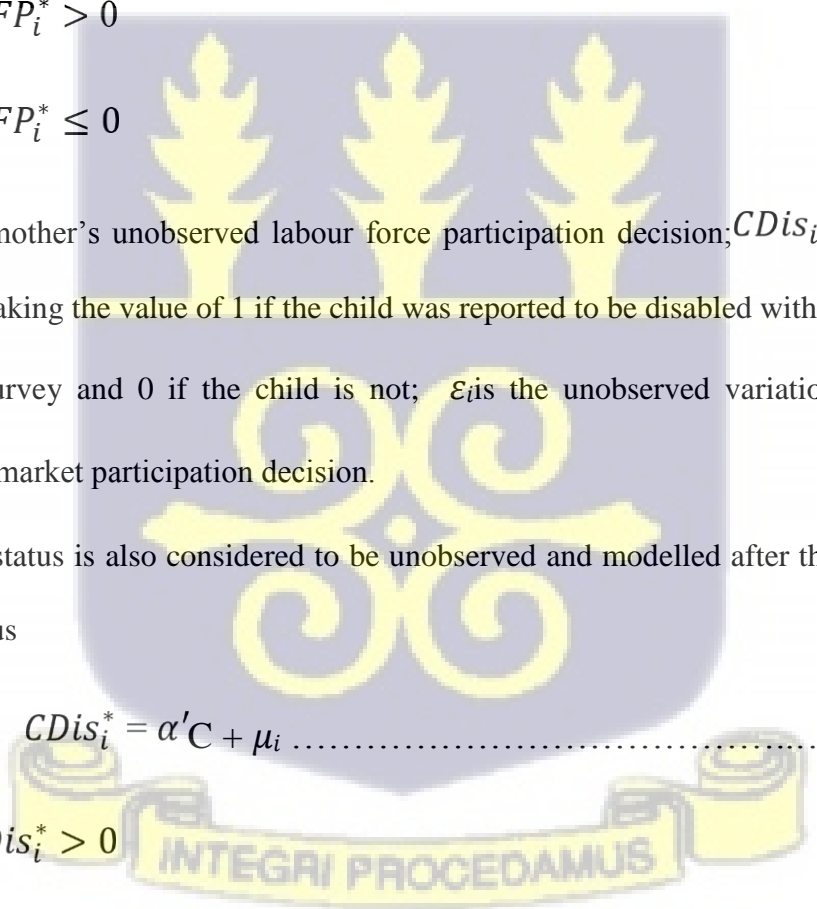 FP_i^* > 0
FP_i^* ≤ 0
mother's unobserved labour force participation decision; CDis_i
aking the value of 1 if the child was reported to be disabled with
urvey and 0 if the child is not; ε_i is the unobserved variatio
market participation decision.
status is also considered to be unobserved and modelled after th
us
CDis_i^* = α′C + μ_i ……………………………………
is_i^* > 0
INTEGRI PROCEDAMUS